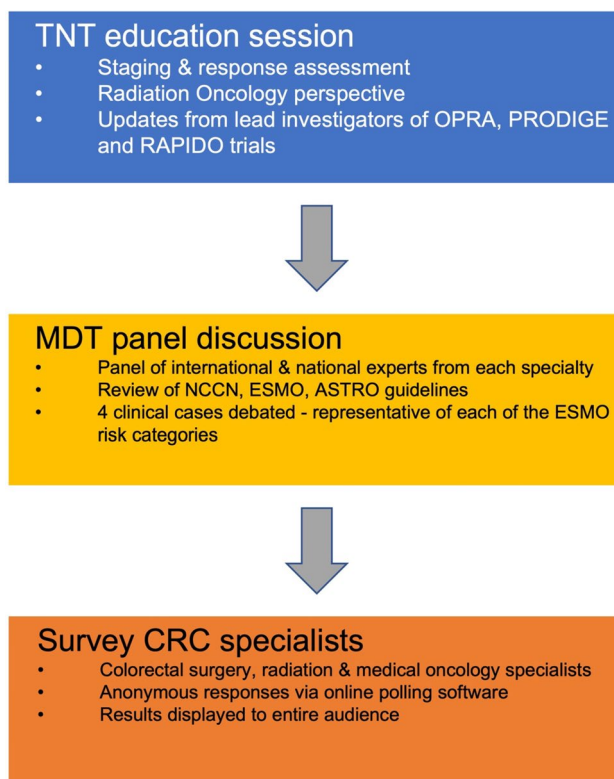 TNT education session
• Staging & response assessment
• Radiation Oncology perspective
• Updates from lead investigators of OPRA, PRODIGE
and RAPIDO trials
MDT panel discussion
• Panel of international & national experts from each specialty
• Review of NCCN, ESMO, ASTRO guidelines
• 4 clinical cases debated - representative of each of the ESMO
risk categories
Survey CRC specialists
• Colorectal surgery, radiation & medical oncology specialists
• Anonymous responses via online polling software
• Results displayed to entire audience